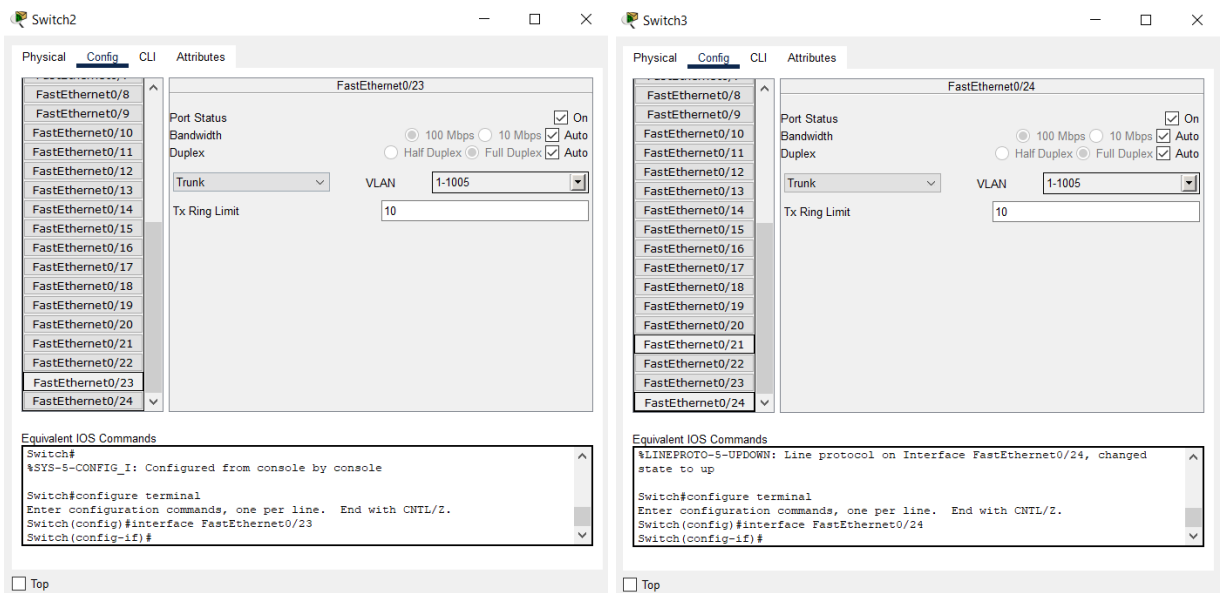 Switch2
Physical Config CLI Attributes
FastEthernet0/8
FastEthernet0/9
FastEthernet0/10
FastEthernet0/11
FastEthernet0/12
FastEthernet0/13
FastEthernet0/14
FastEthernet0/15
FastEthernet0/16
FastEthernet0/17
FastEthernet0/18
FastEthernet0/19
FastEthernet0/20
FastEthernet0/21
FastEthernet0/22
FastEthernet0/23
FastEthernet0/24
FastEthernet0/23
Port Status On
Bandwidth 100 Mbps 10 Mbps Auto
Duplex Half Duplex Full Duplex Auto
Trunk VLAN 1-1005
Tx Ring Limit 10
Equivalent IOS Commands
Switch#
%SYS-5-CONFIG_I: Configured from console by console
Switch#configure terminal
Enter configuration commands, one per line. End with CNTL/Z.
Switch(config)#interface FastEthernet0/23
Switch(config-if)#
Top
Switch3
Physical Config CLI Attributes
FastEthernet0/8
FastEthernet0/9
FastEthernet0/10
FastEthernet0/11
FastEthernet0/12
FastEthernet0/13
FastEthernet0/14
FastEthernet0/15
FastEthernet0/16
FastEthernet0/17
FastEthernet0/18
FastEthernet0/19
FastEthernet0/20
FastEthernet0/21
FastEthernet0/22
FastEthernet0/23
FastEthernet0/24
FastEthernet0/24
Port Status On
Bandwidth 100 Mbps 10 Mbps Auto
Duplex Half Duplex Full Duplex Auto
Trunk VLAN 1-1005
Tx Ring Limit 10
Equivalent IOS Commands
%LINEPROTO-5-UPDOWN: Line protocol on Interface FastEthernet0/24, changed
state to up
Switch#configure terminal
Enter configuration commands, one per line. End with CNTL/Z.
Switch(config)#interface FastEthernet0/24
Switch(config-if)#
Top